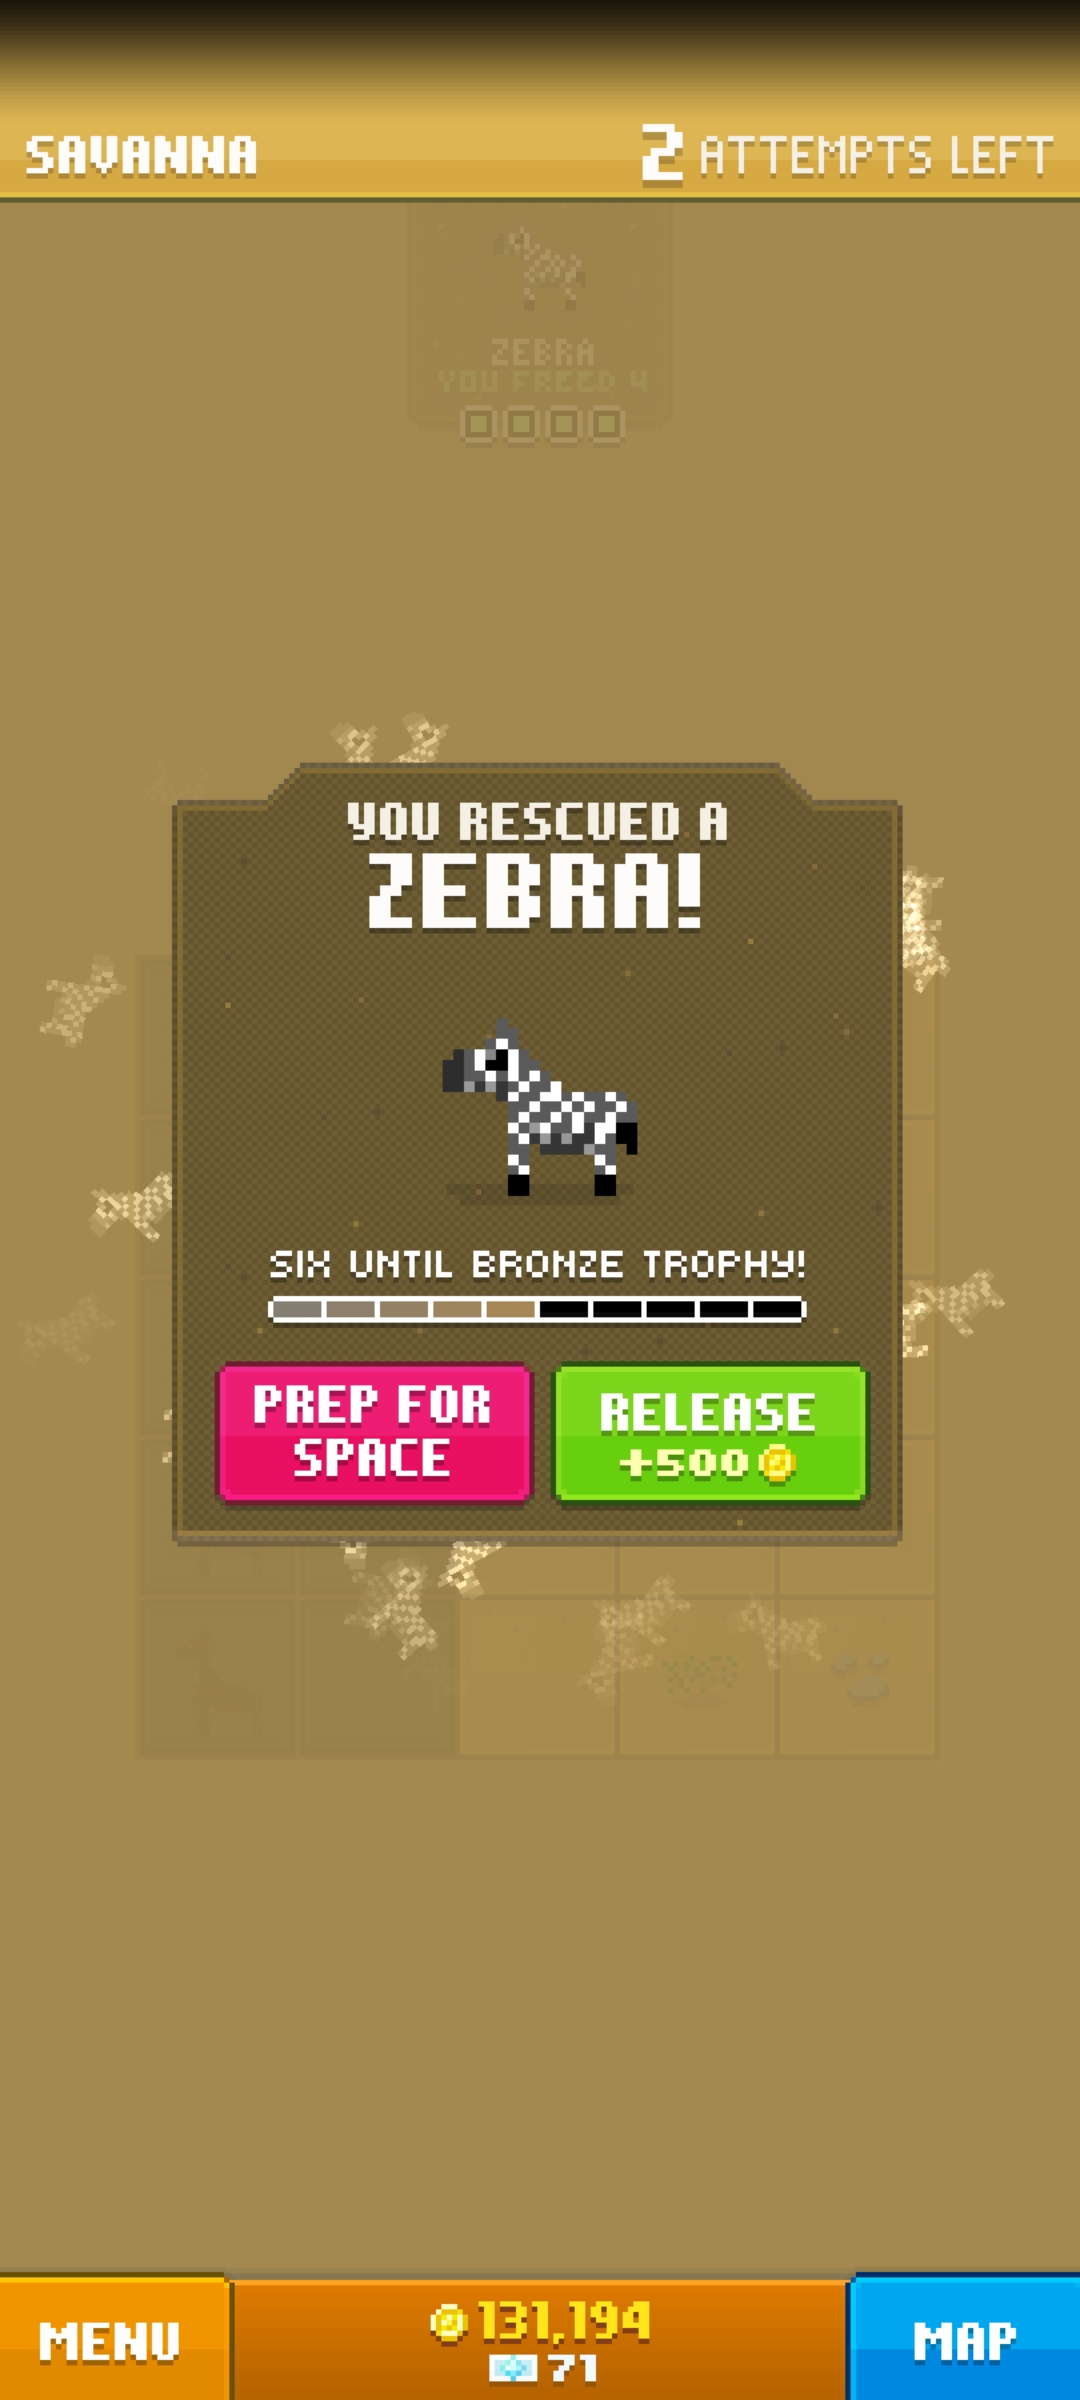 SAVANNA
2 ATTEMPTS LEFT
ZEBRA
YOU FREED 4
YOU RESCUED A
ZEBRA!
SIX UNTIL BRONZE TROPHY!
PREP FOR
SPACE
RELEASE
+500
MENU
131,194
71
MAP